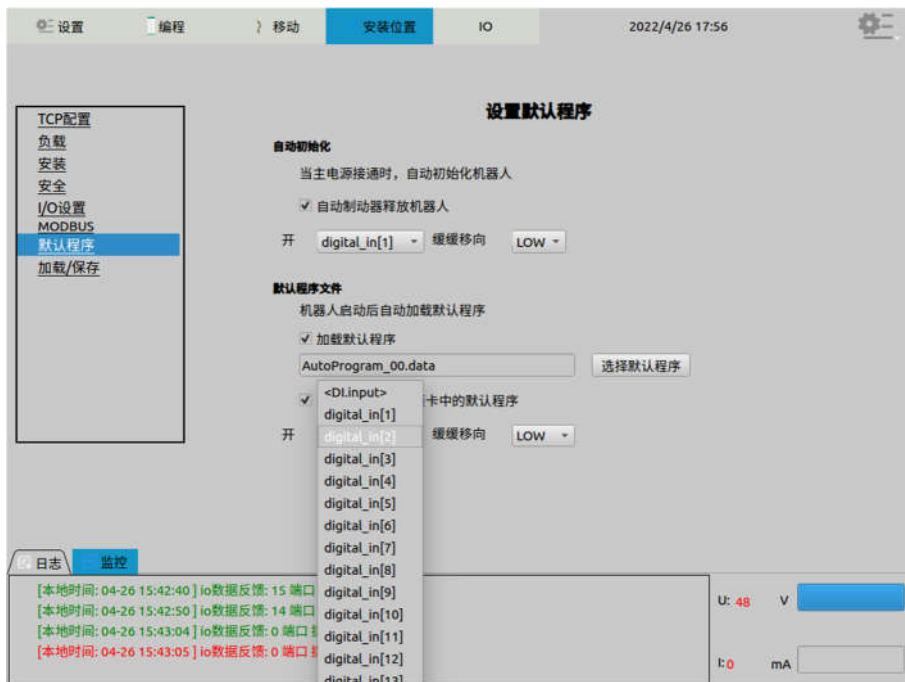 设置 编程 移动 安装位置 IO 2022/4/26 17:56
设置默认程序
TCP配置
负载
安装
安全
I/O设置
MODBUS
默认程序
加载/保存
自动初始化
当主电源接通时，自动初始化机器人
自动制动器释放机器人
开 digital_in[1] 缓缓移向 LOW
默认程序文件
机器人启动后自动加载默认程序
加载默认程序
AutoProgram_00.data 选择默认程序
卡中的默认程序
开 缓缓移向 LOW
<DI.input>
digital_in[1]
digital_in[2]
digital_in[3]
digital_in[4]
digital_in[5]
digital_in[6]
digital_in[7]
digital_in[8]
digital_in[9]
digital_in[10]
digital_in[11]
digital_in[12]
digital_in[13]
日志 监控
[本地时间: 04-26 15:42:40 ] io数据反馈: 15 端口
[本地时间: 04-26 15:42:50 ] io数据反馈: 14 端口
[本地时间: 04-26 15:43:04 ] io数据反馈: 0 端口
[本地时间: 04-26 15:43:05 ] io数据反馈: 0 端口
U: 48 V
I:0 mA